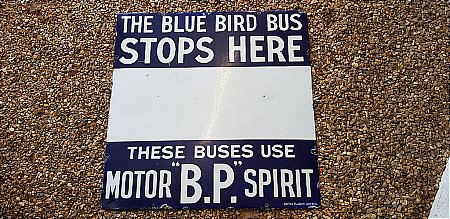 THE BLUE BIRD BUS
STOPS HERE
THESE BUSES USE
MOTOR "B.P." SPIRIT